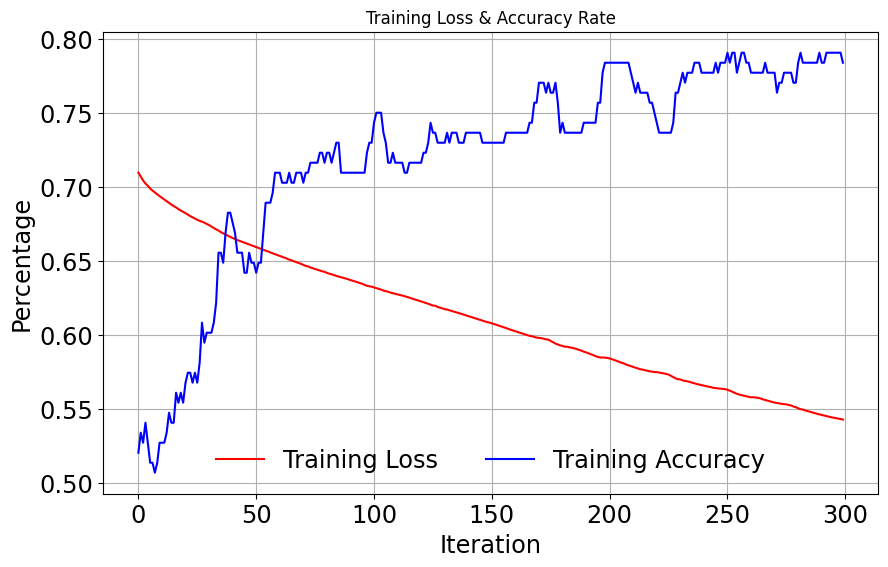 Training Loss & Accuracy Rate
0.80
0.75
0.70
0.65
0.60
0.55
0.50
Percentage
Training Loss
Training Accuracy
0 50 100 150 200 250 300
Iteration